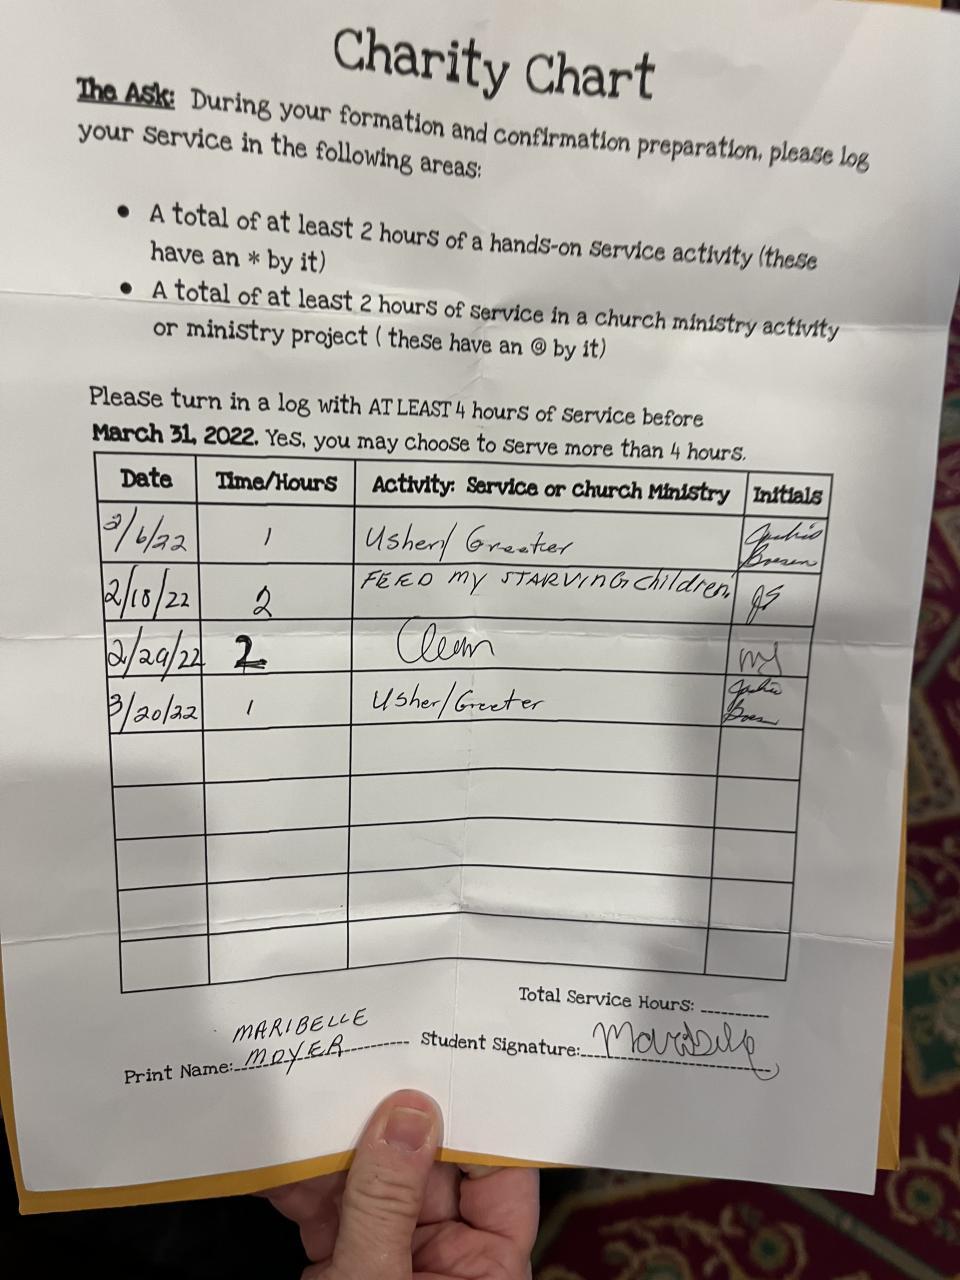 Charity Chart
The Ask: During your formation and confirmation preparation, please log
your service in the following areas:
• A total of at least 2 hours of a hands-on service activity (these
have an * by it)
• A total of at least 2 hours of service in a church ministry activity
or ministry project ( these have an @ by it)
Please turn in a log with AT LEAST 4 hours of service before
March 31, 2022. Yes, you may choose to serve more than 4 hours.
Date Time/Hours Activity: Service or church Ministry Initials
2/6/22 1 Usher/ Greeter
2/18/22 2 FEED my STARVING children
2/29/22 2 Clean
3/20/22 1 Usher/Greeter
Total Service Hours:
MARIBELLE
Print Name: MOYER Student Signature: Maribelle